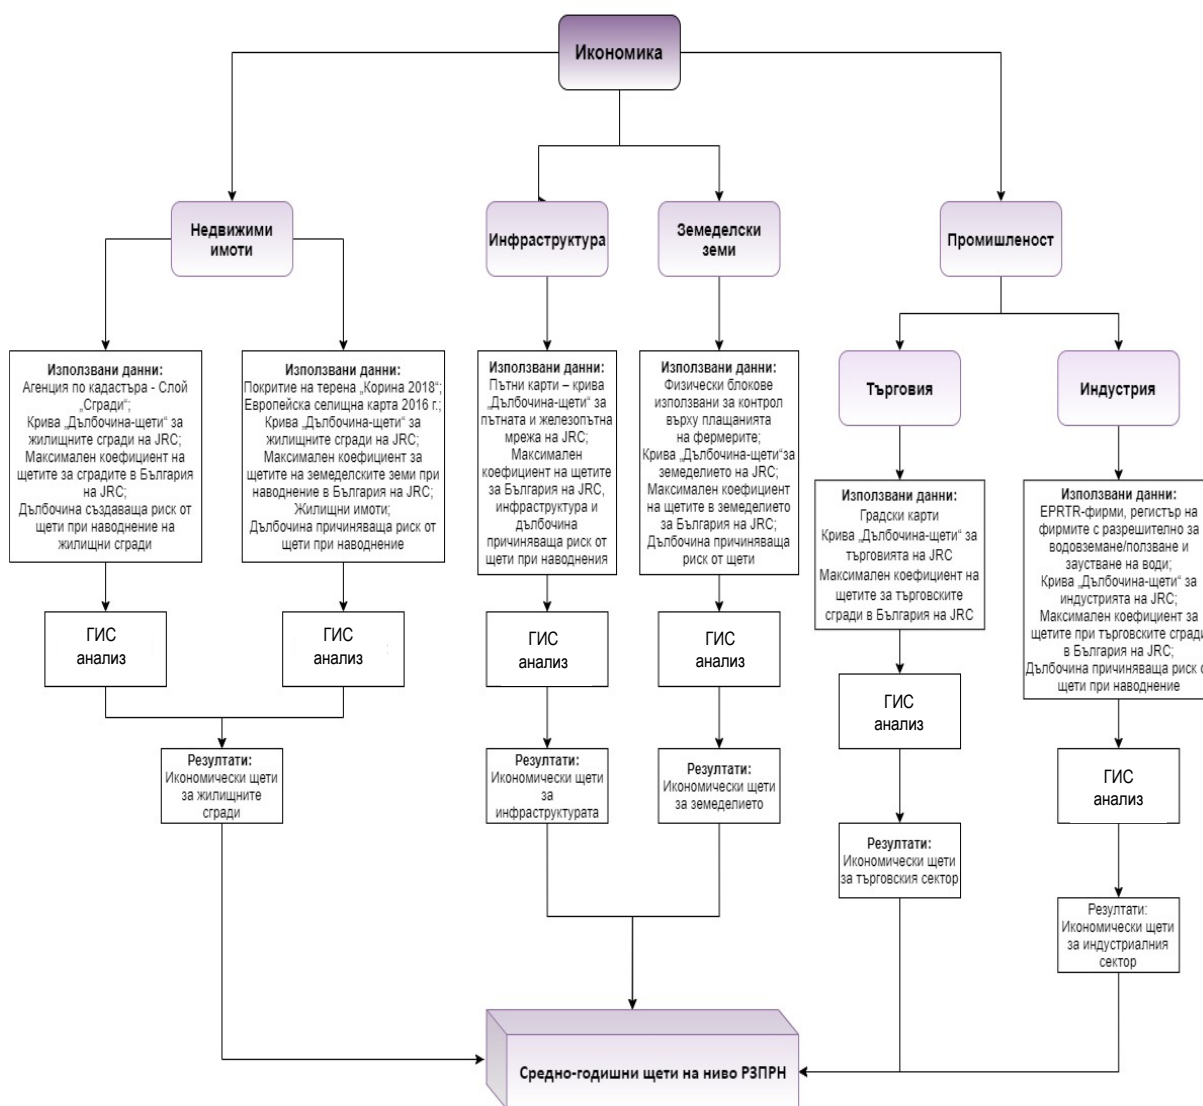 Икономика
Недвижими
имоти
Инфраструктура
Земеделски
земи
Промишленост
Използвани данни:
Агенция по кадастъра - Слой
„Сгради“;
Крива „Дълбочина-щети“ за
жилищните сгради на JRC;
Максимален коефициент на
щетите за сградите в България
на JRC;
Дълбочина създаваща риск от
щети при наводнение на
жилищни сгради
Използвани данни:
Покритие на терена „Корина 2018“;
Европейска селищна карта 2016 г.;
Крива „Дълбочина-щети“ за
жилищните сгради на JRC;
Максимален коефициент за
щетите на земеделските земи при
наводнение в България на JRC;
Жилищни имоти;
Дълбочина причиняваща риск от
щети при наводнение
Използвани данни:
Пътни карти – крива
„Дълбочина-щети“ за
пътната и железопътна
мрежа на JRC;
Максимален
коефициент на щетите
за България на JRC,
инфраструктура и
дълбочина
причиняваща риск от
щети при наводнения
Използвани данни:
Физически блокове
използвани за контрол
върху плащанията
на фермерите;
Крива „Дълбочина-щети“за
земеделието на JRC;
Максимален коефициент
на щетите в земеделието
за България на JRC;
Дълбочина причиняваща
риск от щети
Търговия
Индустрия
Използвани данни:
Градски карти
Крива „Дълбочина-щети“ за
търговията на JRC
Максимален коефициент на
щетите за търговските
сгради в България на JRC
Използвани данни:
EPRTR-фирми, регистър на
фирмите с разрешително за
водовземане/ползване и
заустване на води;
Крива „Дълбочина-щети“ за
индустрията на JRC;
Максимален коефициент за
щетите при търговските сгради
в България на JRC;
Дълбочина причиняваща риск о
щети при наводнение
ГИС
анализ
ГИС
анализ
ГИС
анализ
ГИС
анализ
ГИС
анализ
ГИС
анализ
Резултати:
Икономически щети
за жилищните
сгради
Резултати:
Икономически щети
за
инфраструктурата
Резултати:
Икономически щети
за земеделието
Резултати:
Икономически щети
за търговския сектор
Резултати:
Икономически щети
за индустриалния
сектор
Средно-годишни щети на ниво РЗПРН